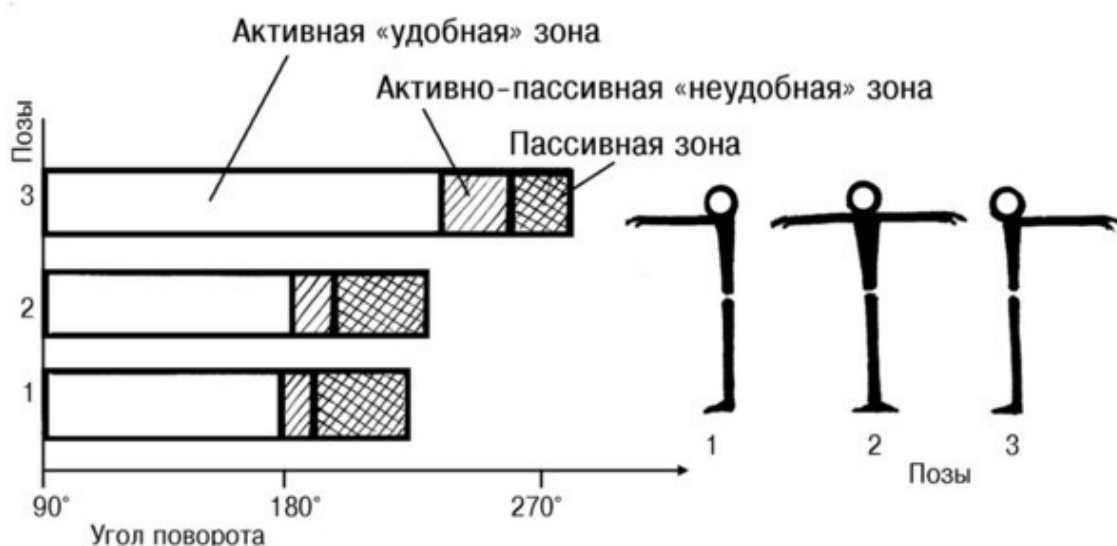 Активная «удобная» зона
Активно-пассивная «неудобная» зона
Пассивная зона
Позы
3
2
1
90°
180°
270°
Угол поворота
1
2
3
Позы